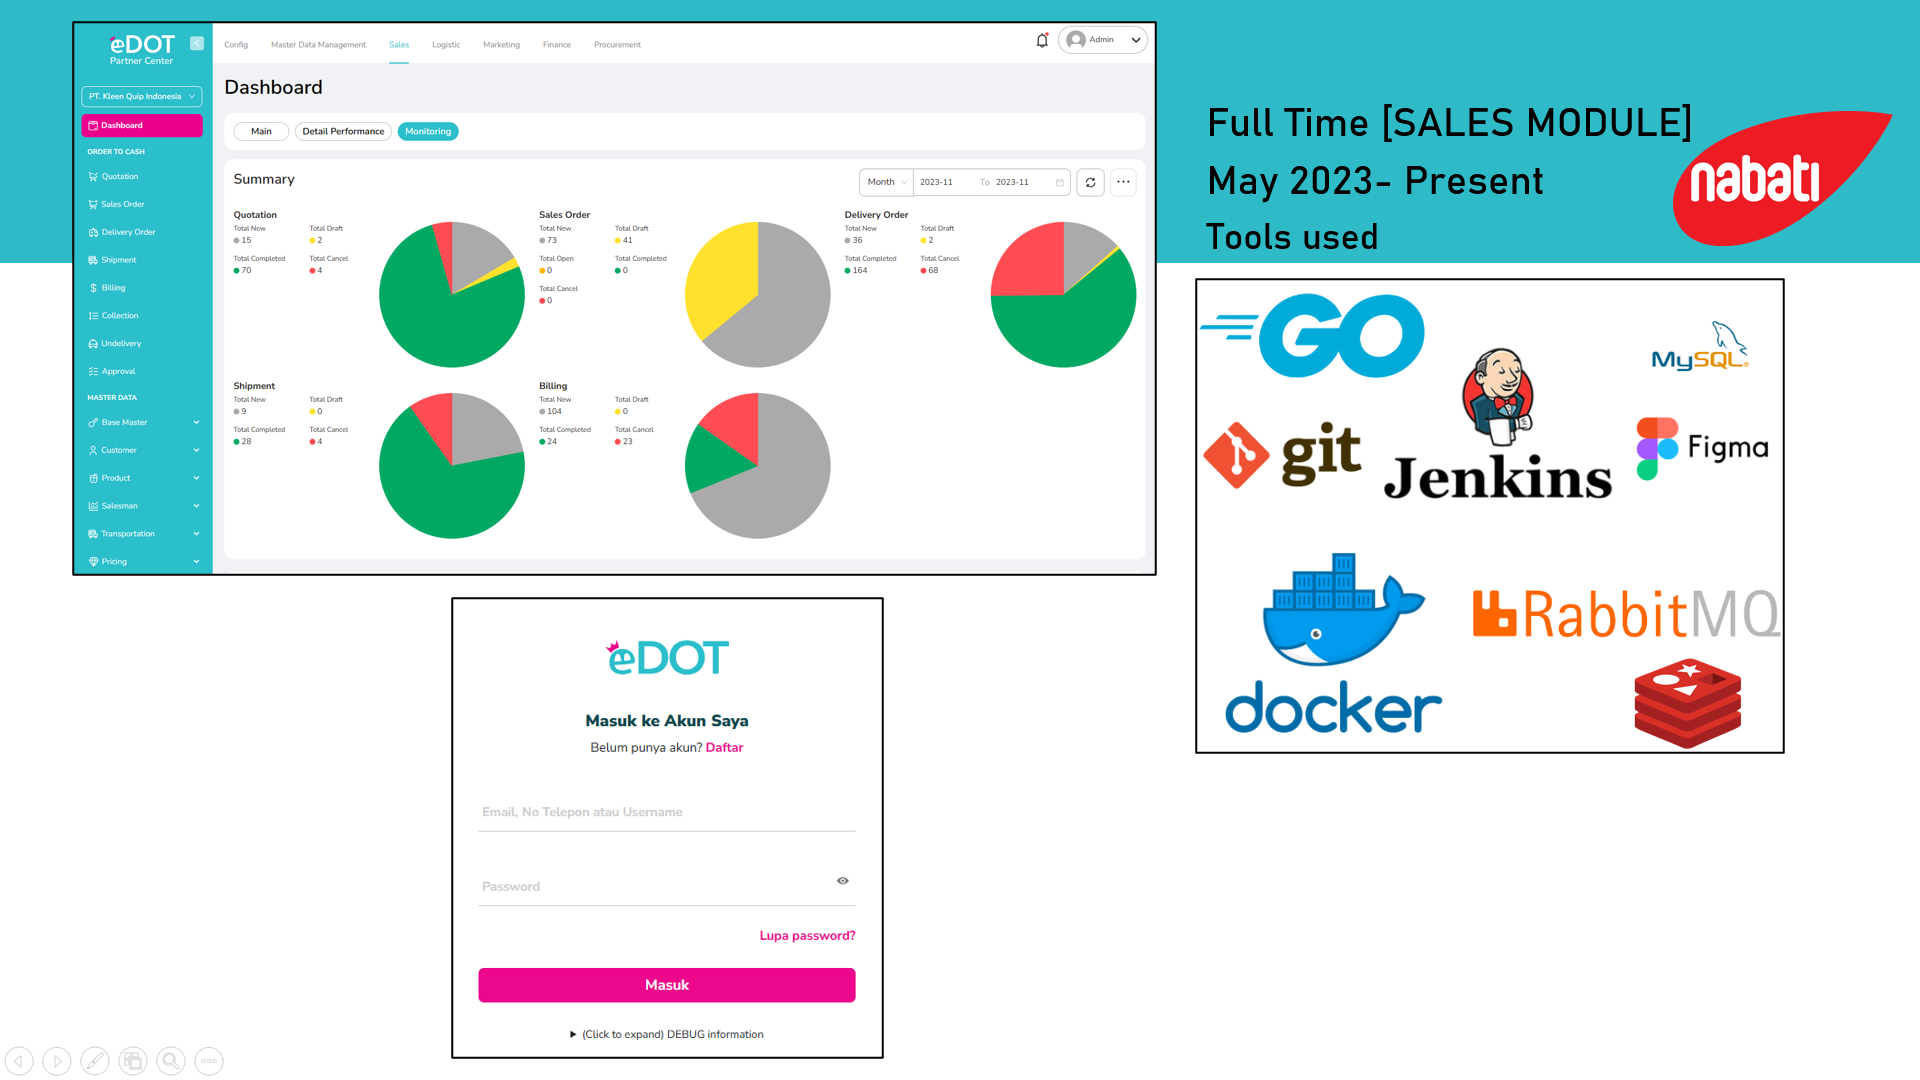 eDOT
Partner Center
PT. Kleen Quip Indonesia
Dashboard
ORDER TO CASH
Quotation
Sales Order
Delivery Order
Shipment
Billing
Collection
Undelivery
Approval
MASTER DATA
Base Master
Customer
Product
Salesman
Transportation
Pricing
Config Master Data Management Sales Logistic Marketing Finance Procurement
Admin
Dashboard
Main Detail Performance Monitoring
Summary
Month 2023-11 To 2023-11
Quotation
Total New Total Draft
15 2
Total Completed Total Cancel
70 4
Sales Order
Total New Total Draft
73 41
Total Open Total Completed
0 0
Total Cancel
0
Delivery Order
Total New Total Draft
36 2
Total Completed Total Cancel
164 68
Shipment
Total New Total Draft
9 0
Total Completed Total Cancel
28 4
Billing
Total New Total Draft
104 0
Total Completed Total Cancel
24 23
Full Time [SALES MODULE]
May 2023- Present
Tools used
nabati
GO
MySQL
git
Jenkins
Figma
docker
RabbitMQ
eDOT
Masuk ke Akun Saya
Belum punya akun? Daftar
Email, No Telepon atau Username
Password
Lupa password?
Masuk
(Click to expand) DEBUG information